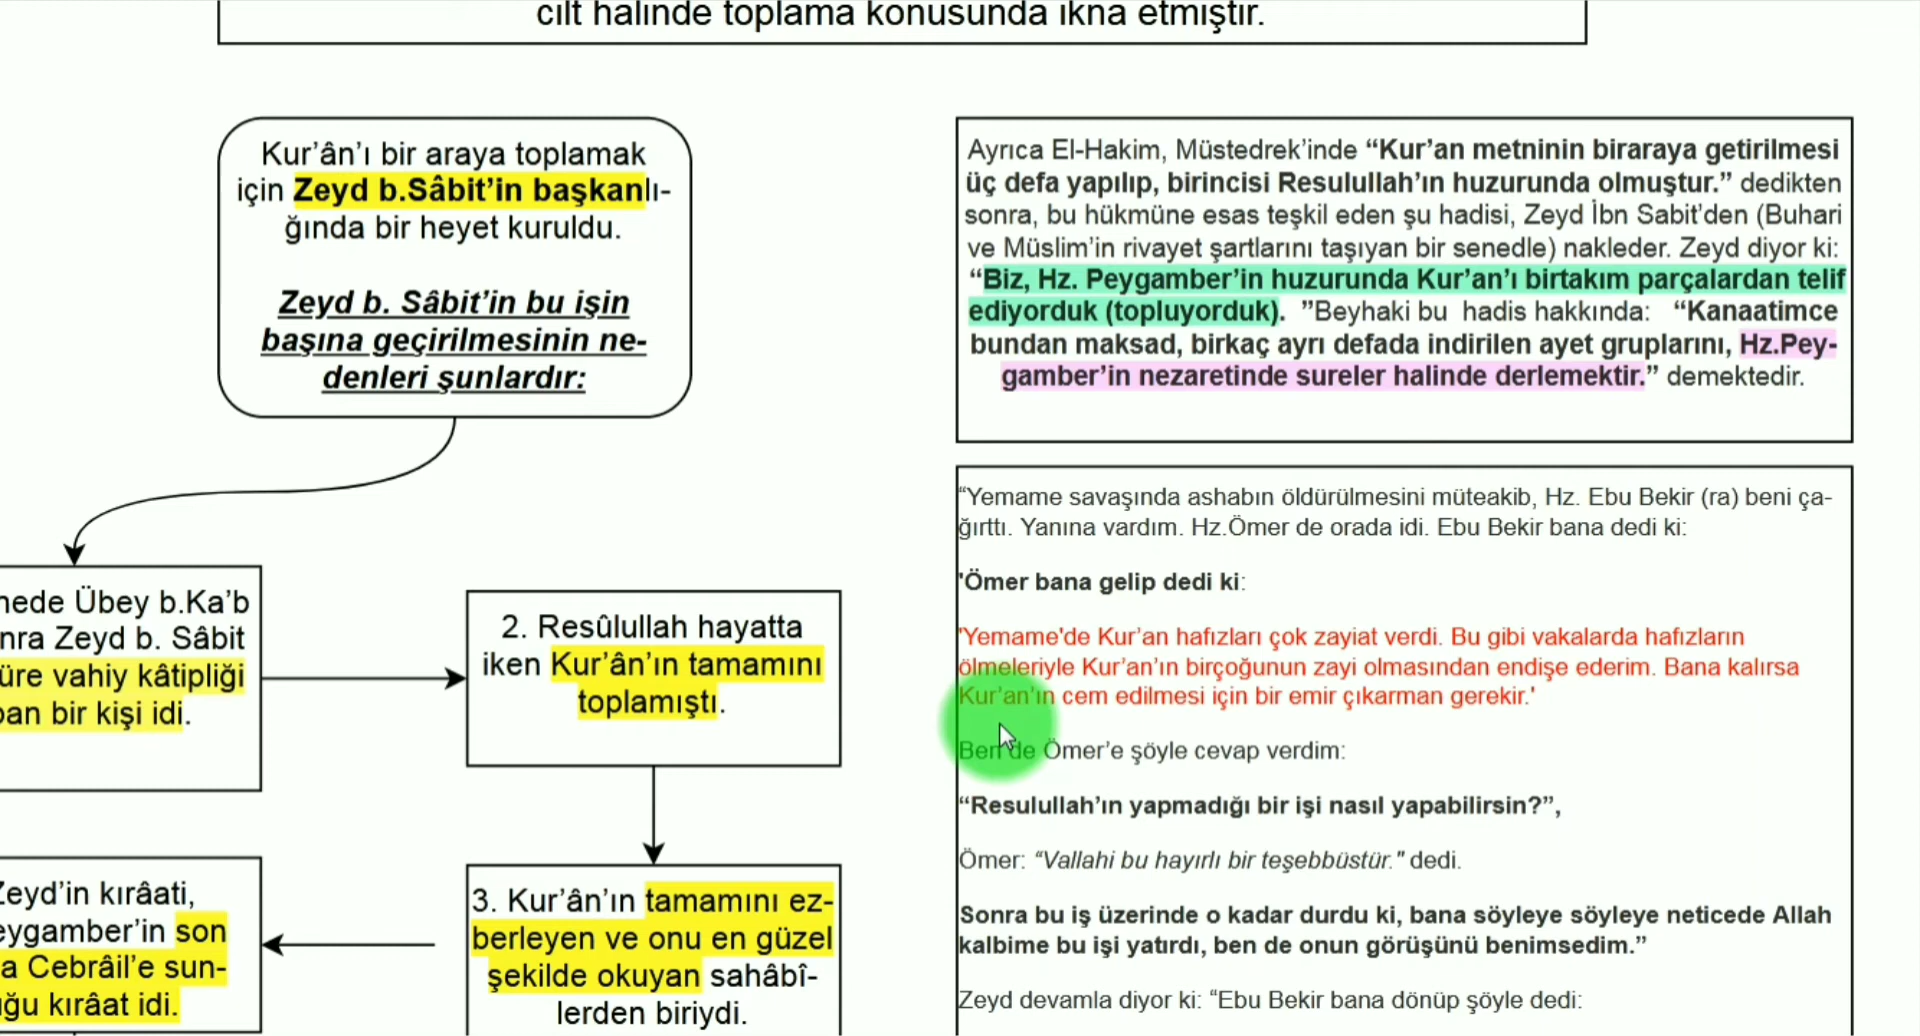 cilt halinde toplama konusunda ikna etmiştir.
Kur’ân’ı bir araya toplamak
için Zeyd b.Sâbit’in başkanlı-
ğında bir heyet kuruldu.
Zeyd b. Sâbit’in bu işin
başına geçirilmesinin ne-
denleri şunlardır:
Ayrıca El-Hakim, Müstedrek’inde “Kur’an metninin biraraya getirilmesi
üç defa yapılıp, birincisi Resulullah’ın huzurunda olmuştur.” dedikten
sonra, bu hükmüne esas teşkil eden şu hadisi, Zeyd İbn Sabit’den (Buhari
ve Müslim’in rivayet şartlarını taşıyan bir senedle) nakleder. Zeyd diyor ki:
“Biz, Hz. Peygamber’in huzurunda Kur’an’ı birtakım parçalardan telif
ediyorduk (topluyorduk). ”Beyhaki bu hadis hakkında: “Kanaatimce
bundan maksad, birkaç ayrı defada indirilen ayet gruplarını, Hz.Pey-
gamber’in nezaretinde sureler halinde derlemektir.” demektedir.
Übey b.Ka’b
Zeyd b. Sâbit
vahiy kâtipliği
bir kişi idi.
2. Resûlullah hayatta
iken Kur’ân’ın tamamını
toplamıştı.
3. Kur’ân’ın tamamını ez-
berleyen ve onu en güzel
şekilde okuyan sahâbî-
lerden biriydi.
Zeyd’in kırâati,
son
Cebrâil’e sun-
kırâat idi.
“Yemame savaşında ashabın öldürülmesini müteakib, Hz. Ebu Bekir (ra) beni ça-
ğırttı. Yanına vardım. Hz.Ömer de orada idi. Ebu Bekir bana dedi ki:
'Ömer bana gelip dedi ki:
'Yemame'de Kur’an hafızları çok zayiat verdi. Bu gibi vakalarda hafızların
ölmeleriyle Kur’an’ın birçoğunun zayi olmasından endişe ederim. Bana kalırsa
Kur’an’ın cem edilmesi için bir emir çıkarman gerekir.'
Ben de Ömer’e şöyle cevap verdim:
“Resulullah’ın yapmadığı bir işi nasıl yapabilirsin?”,
Ömer: “Vallahi bu hayırlı bir teşebbüstür." dedi.
Sonra bu iş üzerinde o kadar durdu ki, bana söyleye söyleye neticede Allah
kalbime bu işi yatırdı, ben de onun görüşünü benimsedim.”
Zeyd devamla diyor ki: “Ebu Bekir bana dönüp şöyle dedi: